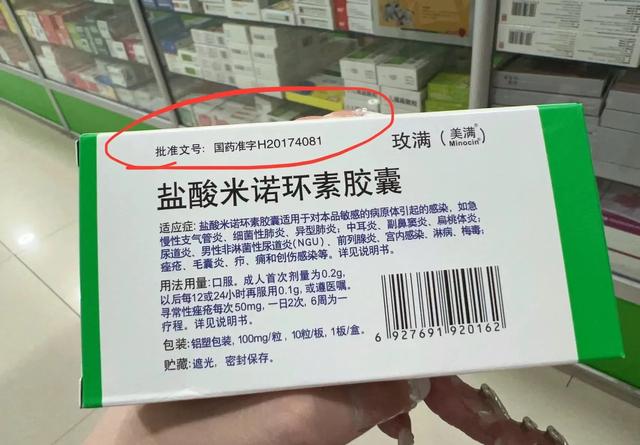 批准文号：国药准字H20174081
玫满（美满）
Minocin
盐酸米诺环素胶囊
适应症：盐酸米诺环素胶囊适用于对本品敏感的病原体引起的感染，如急
慢性支气管炎、细菌性肺炎、异型肺炎；中耳炎、副鼻窦炎、扁桃体炎；
尿道炎、男性非淋菌性尿道炎(NGU)、前列腺炎、宫内感染、淋病、梅毒；
痤疮、毛囊炎、疖、痈和创伤感染等。详见说明书。
用法用量：口服。成人首次剂量为0.2g，
以后每12或24小时再服用0.1g，或遵医嘱。
寻常性痤疮每次50mg，一日2次，6周为一
疗程。详见说明书。
包装：铝塑包装，100mg/粒，10粒/板，1板/盒。
贮藏：遮光，密封保存。
6 927691 920162